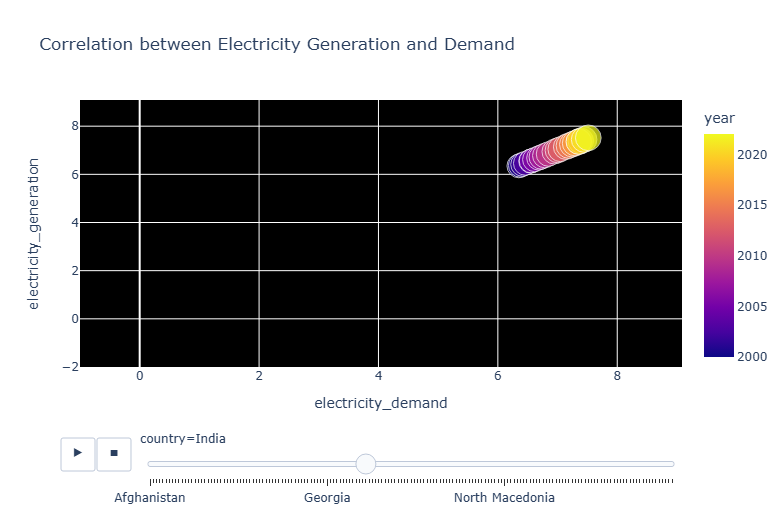 Correlation between Electricity Generation and Demand
year
electricity_generation
8
6
4
2
0
−2
0 2 4 6 8
electricity_demand
2020
2015
2010
2005
2000
country=India
Afghanistan Georgia North Macedonia